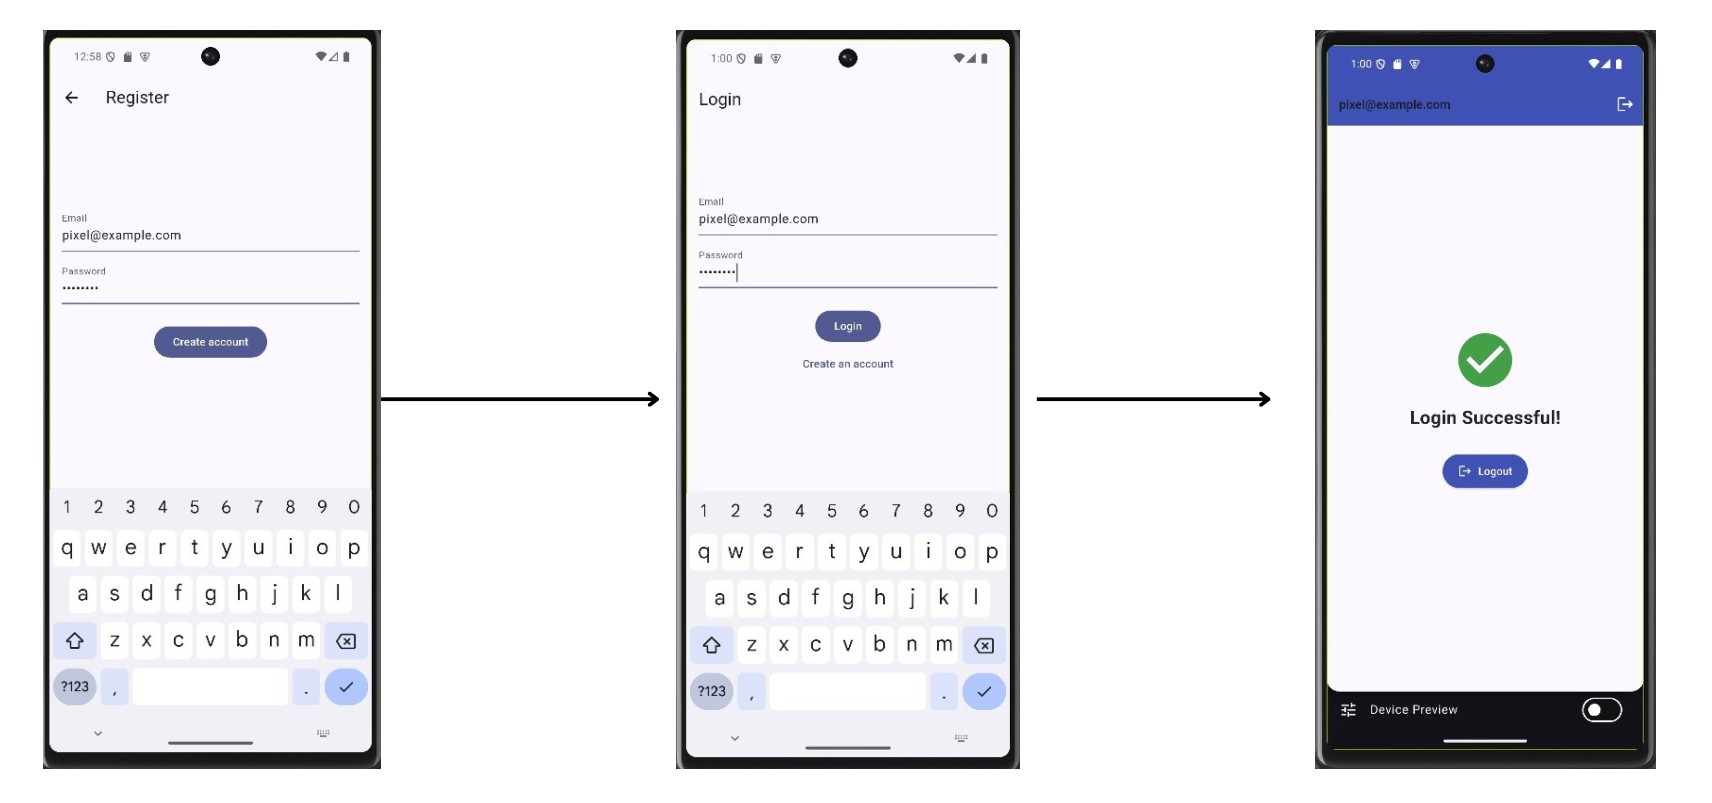 12:58
Register
Email
pixel@example.com
Password
••••••••
Create account
1 2 3 4 5 6 7 8 9 0
q w e r t y u i o p
a s d f g h j k l
z x c v b n m
?123 , .
1:00
Login
Email
pixel@example.com
Password
••••••••
Login
Create an account
1 2 3 4 5 6 7 8 9 0
q w e r t y u i o p
a s d f g h j k l
z x c v b n m
?123 , .
1:00
pixel@example.com
Login Successful!
Logout
Device Preview